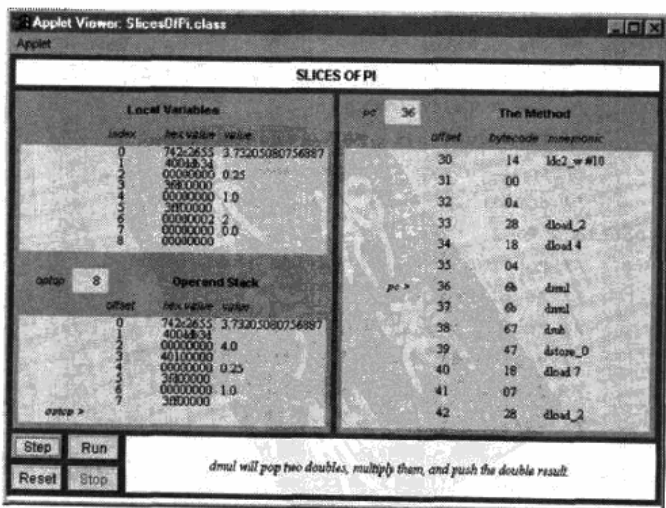 Applet Viewer: SlicesOfPi.class
Applet
SLICES OF PI
Local Variables
index hex value value
0 742c2655 3.73205080756887
1
2 00000000 0.25
3 3fd00000
4 00000000 1.0
5 3ff00000
6 00000002 2
7 00000000 0.0
8 00000000
optop 8 Operand Stack
offset hex value value
0 742c2655 3.73205080756887
1
2 00000000 4.0
3 40100000
4 00000000 0.25
5 3fd00000
6 00000000 1.0
7 3ff00000
optop >
pc 36 The Method
offset bytecode mnemonic
30 14 ldc2_w #10
31 00
32 0a
33 28 dload_2
34 18 dload 4
35 04
pc > 36 6b dmul
37 6b dmul
38 67 dsub
39 47 dstore_0
40 18 dload 7
41 07
42 28 dload_2
Step Run
Reset Stop
dmul will pop two doubles, multiply them, and push the double result.